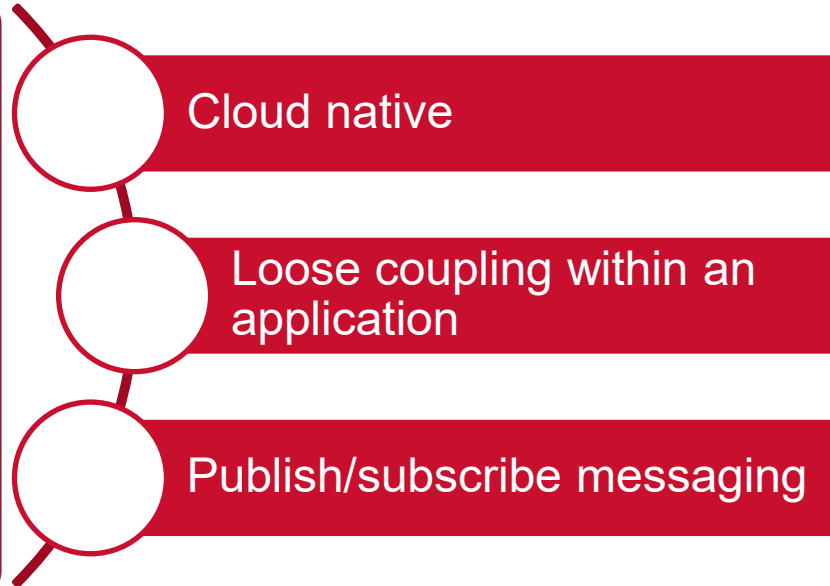 Cloud native
Loose coupling within an
application
Publish/subscribe messaging